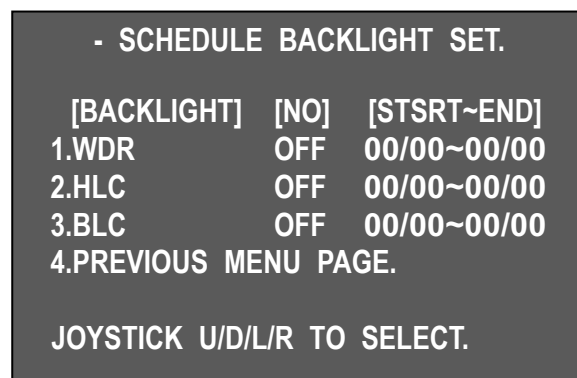 - SCHEDULE BACKLIGHT SET.
[BACKLIGHT] [NO] [STSRT~END]
1.WDR OFF 00/00~00/00
2.HLC OFF 00/00~00/00
3.BLC OFF 00/00~00/00
4.PREVIOUS MENU PAGE.
JOYSTICK U/D/L/R TO SELECT.